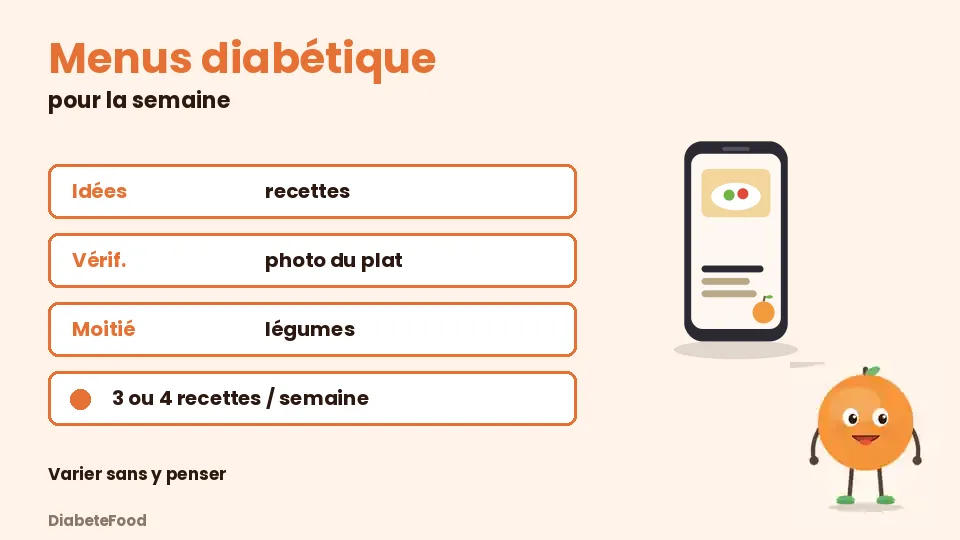 Menus diabétique
pour la semaine
Idées recettes
Vérif. photo du plat
Moitié légumes
3 ou 4 recettes / semaine
Varier sans y penser
DiabeteFood